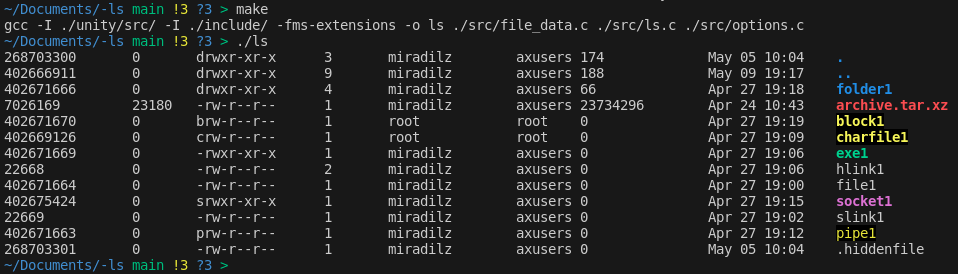 ~/Documents/-ls main !3 ?3 > make
gcc -I ./unity/src/ -I ./include/ -fms-extensions -o ls ./src/file_data.c ./src/ls.c ./src/options.c
~/Documents/-ls main !3 ?3 > ./ls
268703300 0 drwxr-xr-x 3 miradilz axusers 174 May 05 10:04 .
402666911 0 drwxr-xr-x 9 miradilz axusers 188 May 09 19:17 ..
402671666 0 drwxr-xr-x 4 miradilz axusers 66 Apr 27 19:18 folder1
7026169 23180 -rw-r--r-- 1 miradilz axusers 23734296 Apr 24 10:43 archive.tar.xz
402671670 0 brw-r--r-- 1 root root 0 Apr 27 19:19 block1
402669126 0 crw-r--r-- 1 root root 0 Apr 27 19:09 charfile1
402671669 0 -rwxr-xr-x 1 miradilz axusers 0 Apr 27 19:06 exe1
22668 0 -rw-r--r-- 2 miradilz axusers 0 Apr 27 19:06 hlink1
402671664 0 -rw-r--r-- 1 miradilz axusers 0 Apr 27 19:00 file1
402675424 0 srwxr-xr-x 1 miradilz axusers 0 Apr 27 19:15 socket1
22669 0 -rw-r--r-- 1 miradilz axusers 0 Apr 27 19:02 slink1
402671663 0 prw-r--r-- 1 miradilz axusers 0 Apr 27 19:12 pipe1
268703301 0 -rw-r--r-- 1 miradilz axusers 0 May 05 10:04 .hiddenfile
~/Documents/-ls main !3 ?3 >